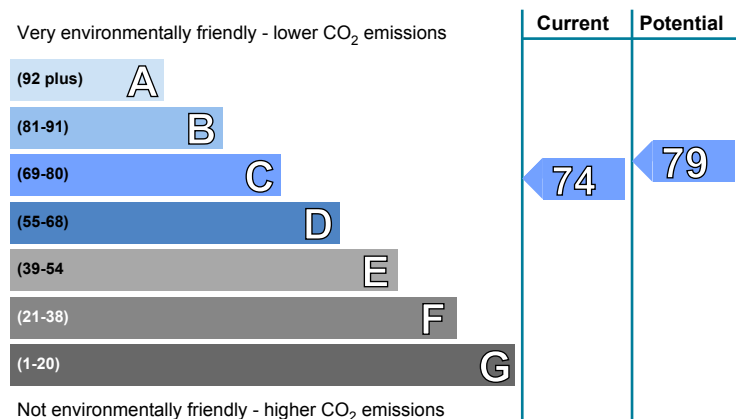 Very environmentally friendly - lower CO₂ emissions
Current
Potential
(92 plus) A
(81-91) B
(69-80) C
(55-68) D
(39-54 E
(21-38) F
(1-20) G
74
79
Not environmentally friendly - higher CO₂ emissions